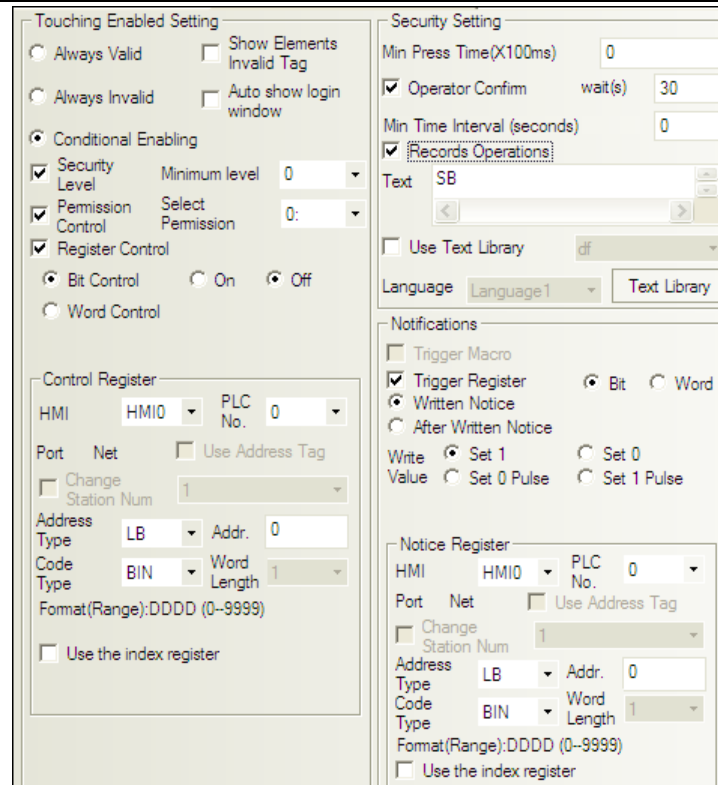 Touching Enabled Setting
Always Valid
Show Elements
Invalid Tag
Always Invalid
Auto show login
window
Conditional Enabling
Security
Level
Minimum level
0
Permission
Control
Select
Permission
0:
Register Control
Bit Control
On
Off
Word Control
Control Register
HMI
HMI0
PLC
No.
0
Port
Net
Use Address Tag
Change
Station Num
1
Address
Type
LB
Addr.
0
Code
Type
BIN
Word
Length
1
Format(Range):DDDD (0--9999)
Use the index register
Security Setting
Min Press Time(X100ms)
0
Operator Confirm
wait(s)
30
Min Time Interval (seconds)
0
Records Operations
Text
SB
Use Text Library
df
Language
Language1
Text Library
Notifications
Trigger Macro
Trigger Register
Bit
Word
Written Notice
After Written Notice
Write
Value
Set 1
Set 0
Set 0 Pulse
Set 1 Pulse
Notice Register
HMI
HMI0
PLC
No.
0
Port
Net
Use Address Tag
Change
Station Num
1
Address
Type
LB
Addr.
0
Code
Type
BIN
Word
Length
1
Format(Range):DDDD (0--9999)
Use the index register